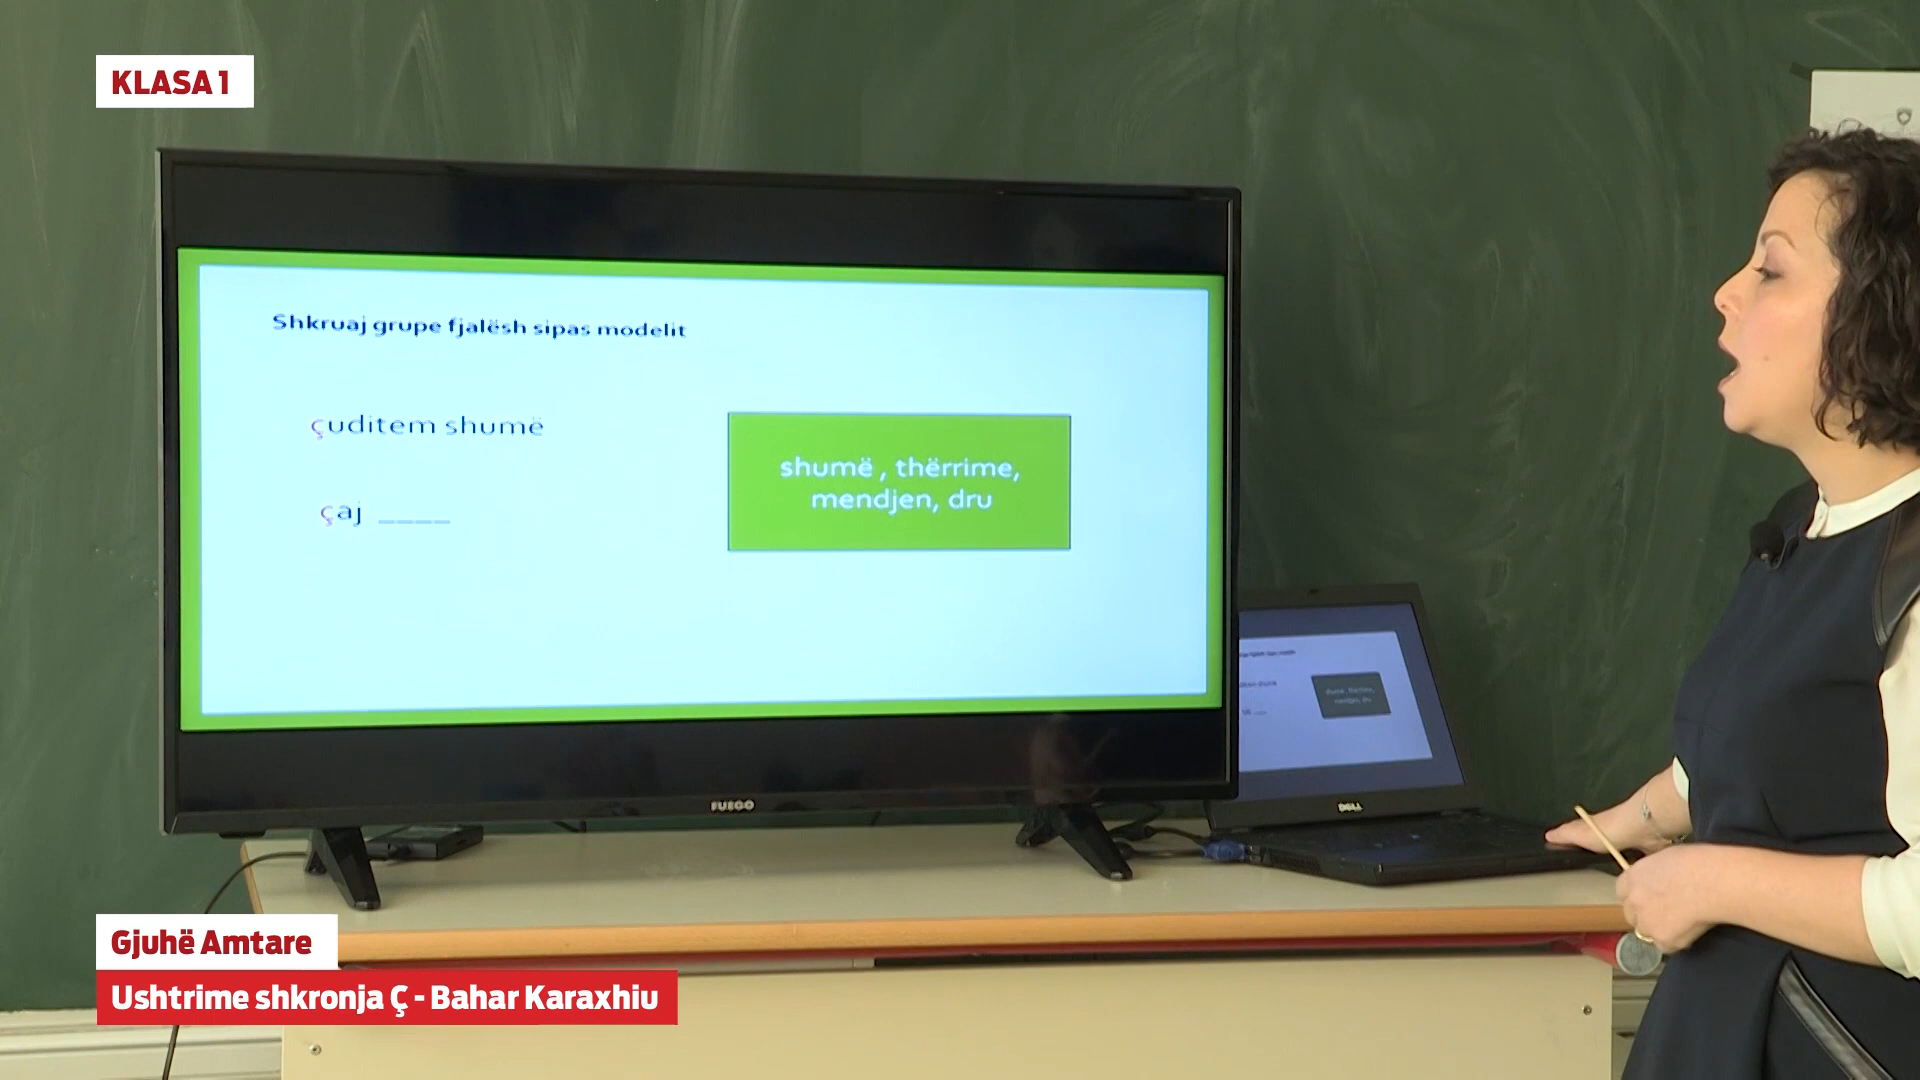 KLASA 1
Shkruaj grupe fjalësh sipas modelit
çuditem shumë
çaj ____
shumë , thërrime,
mendjen, dru
FUEGO
DELL
Gjuhë Amtare
Ushtrime shkronja Ç - Bahar Karaxhiu